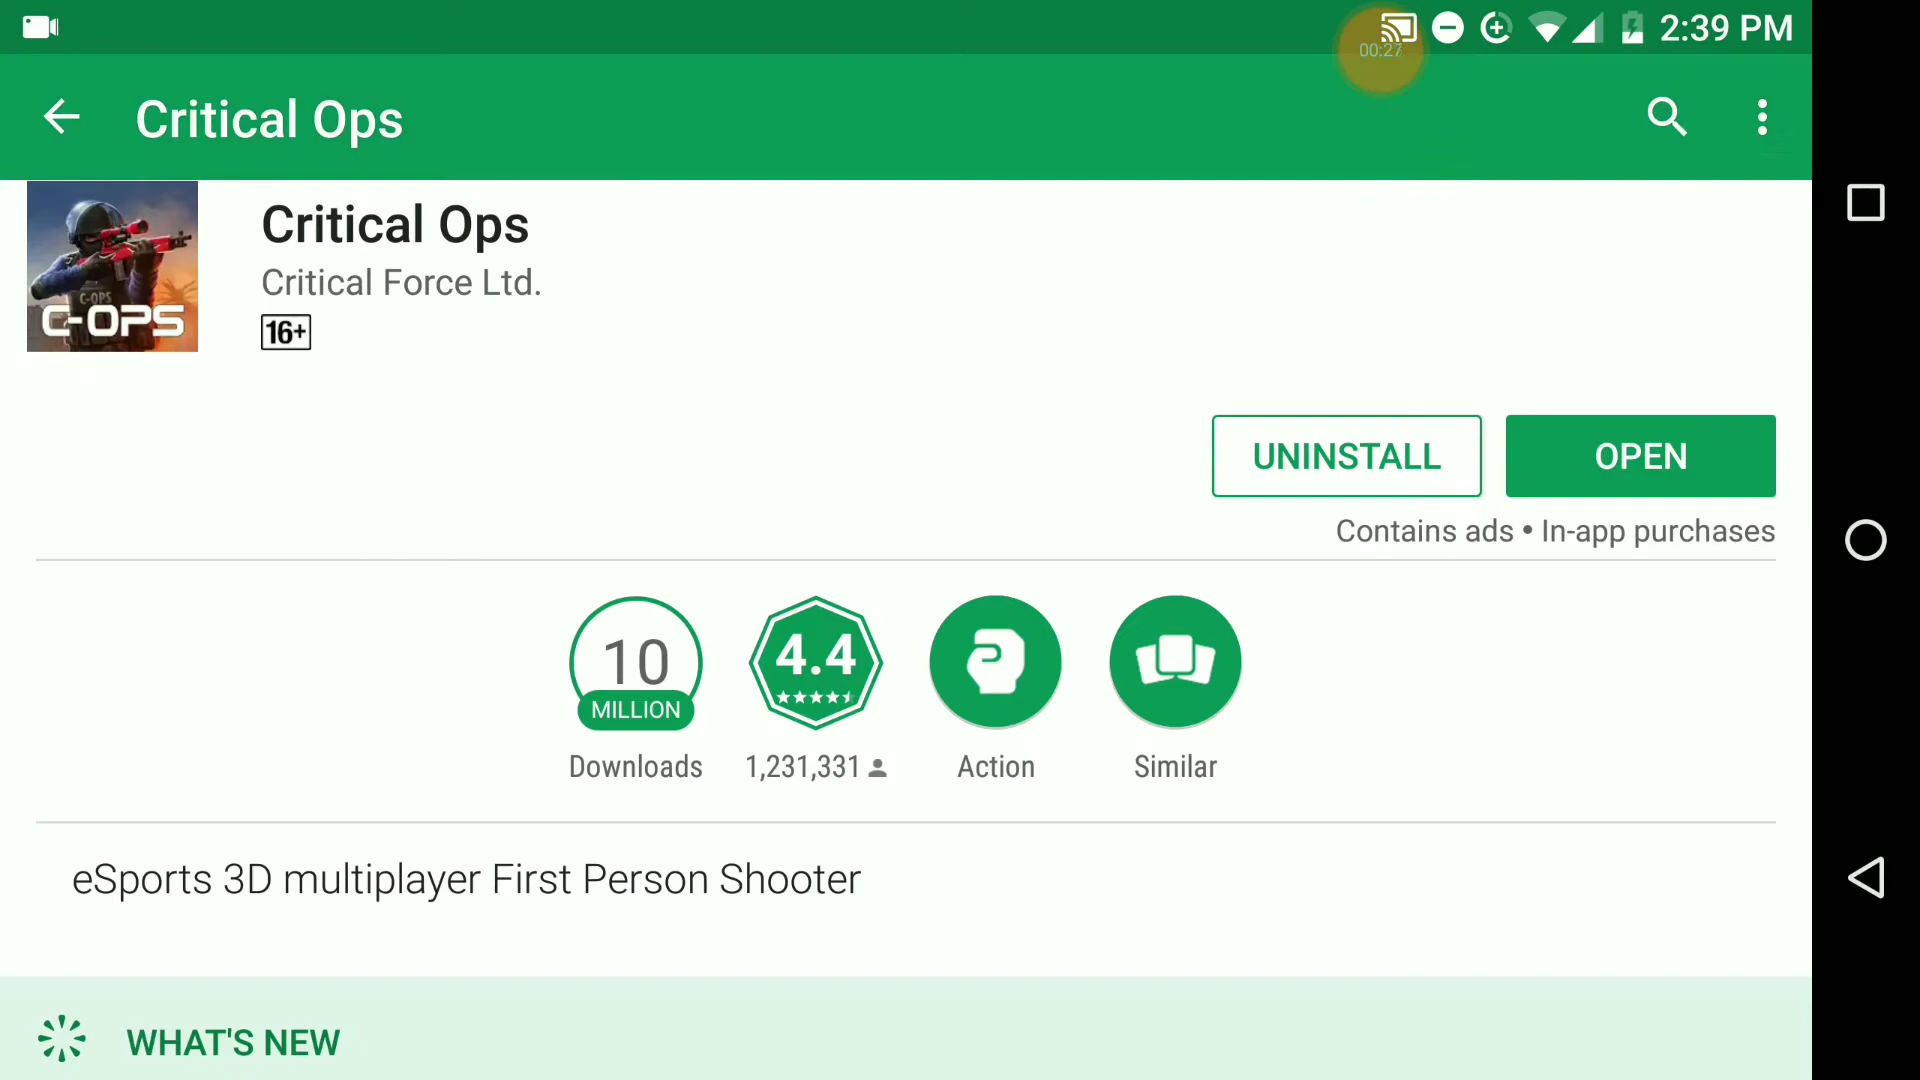 2:39 PM
00:27
Critical Ops
Critical Ops
Critical Force Ltd.
16+
C-OPS
C-OPS
UNINSTALL
OPEN
Contains ads • In-app purchases
10
MILLION
4.4
Downloads
1,231,331
Action
Similar
eSports 3D multiplayer First Person Shooter
WHAT'S NEW